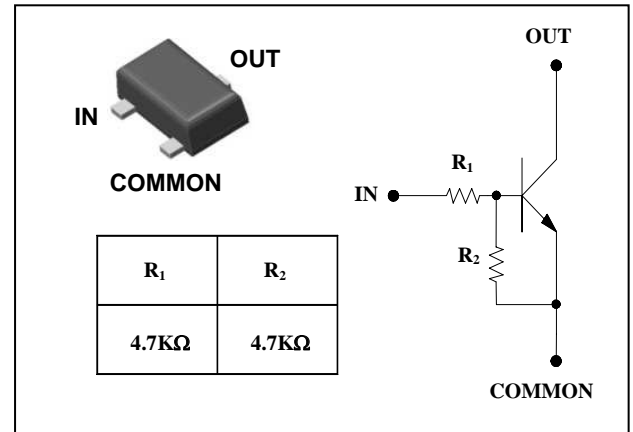 OUT
IN
COMMON
R₁ R₂
4.7KΩ 4.7KΩ
OUT
R₁
IN
R₂
COMMON